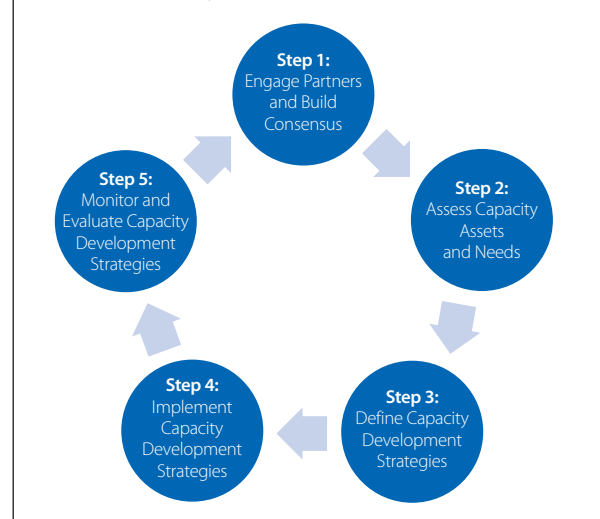 Step 1:
Engage Partners
and Build
Consensus
Step 2:
Assess Capacity
Assets
and Needs
Step 3:
Define Capacity
Development
Strategies
Step 4:
Implement
Capacity
Development
Strategies
Step 5:
Monitor and
Evaluate Capacity
Development
Strategies